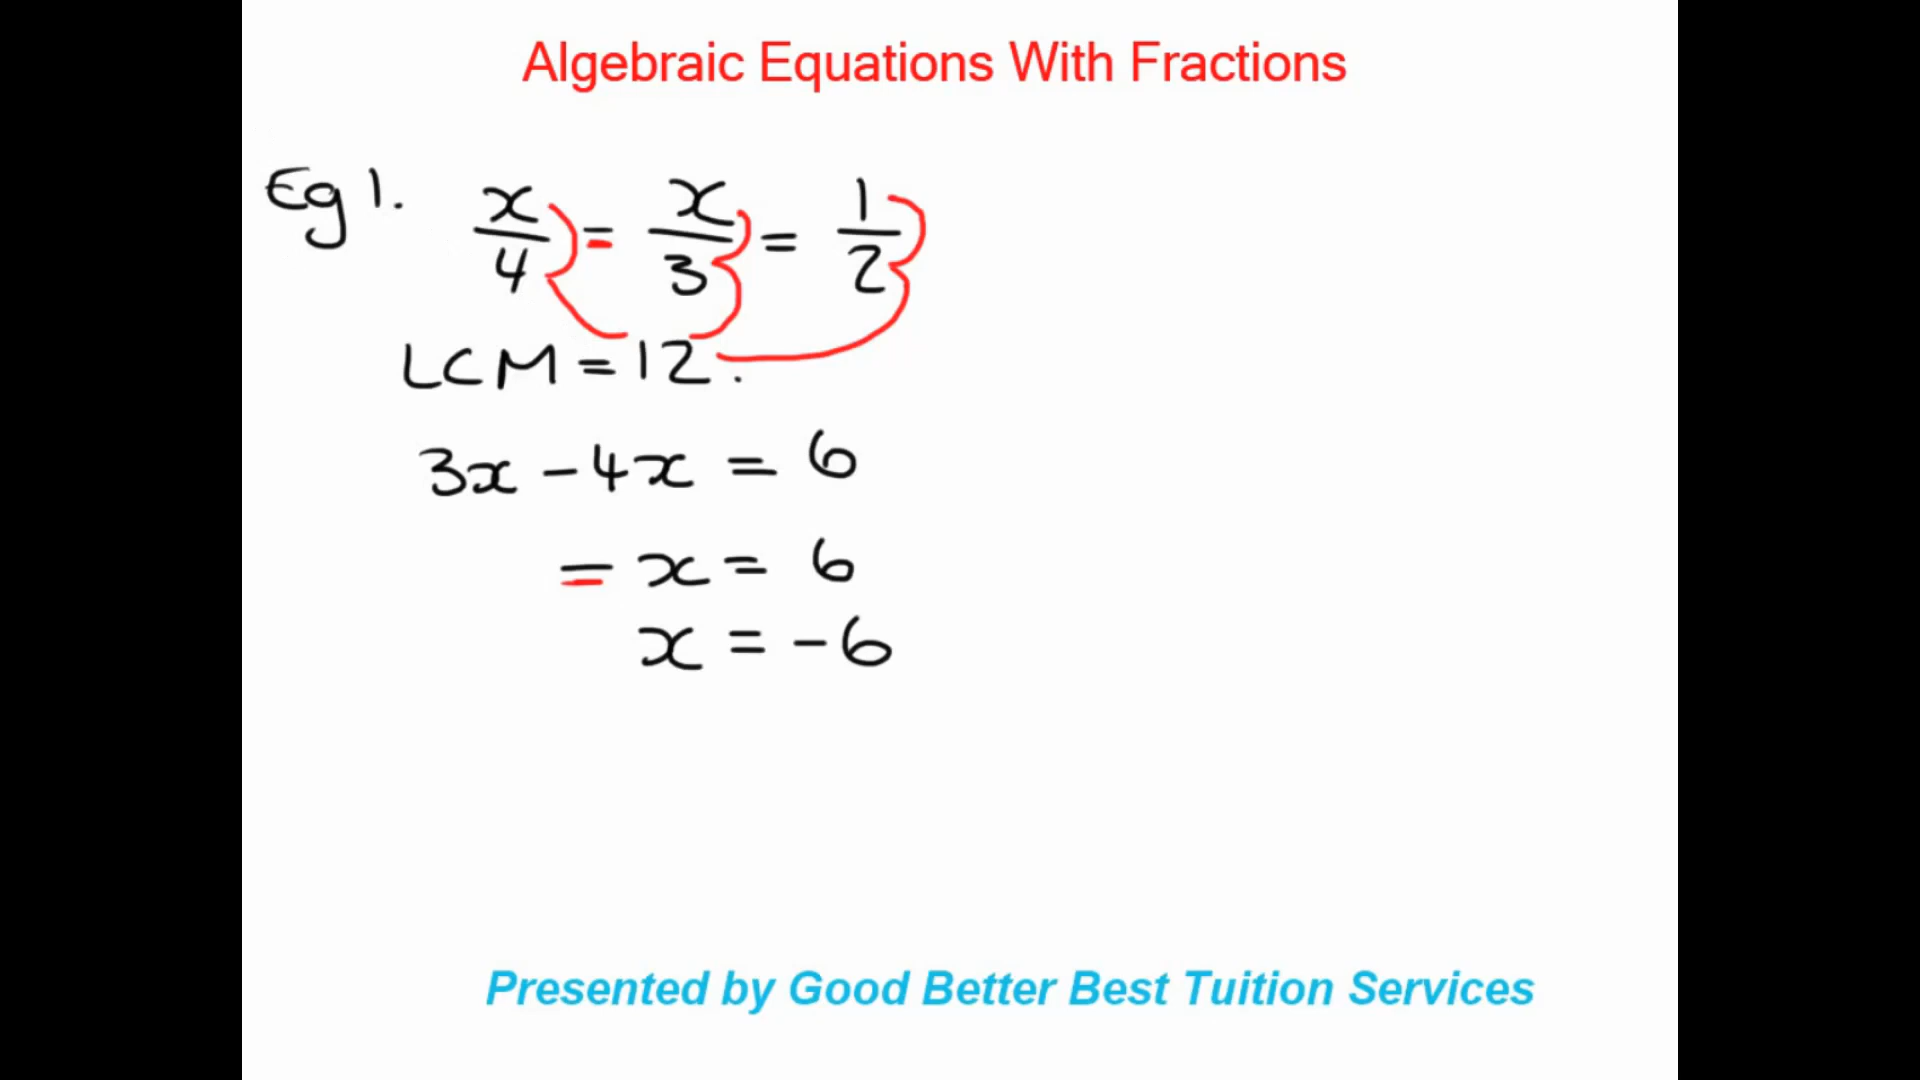 Algebraic Equations With Fractions
Eg 1. x/4 = x/3 = 1/2
LCM = 12.
3x - 4x = 6
= x = 6
x = -6
Presented by Good Better Best Tuition Services